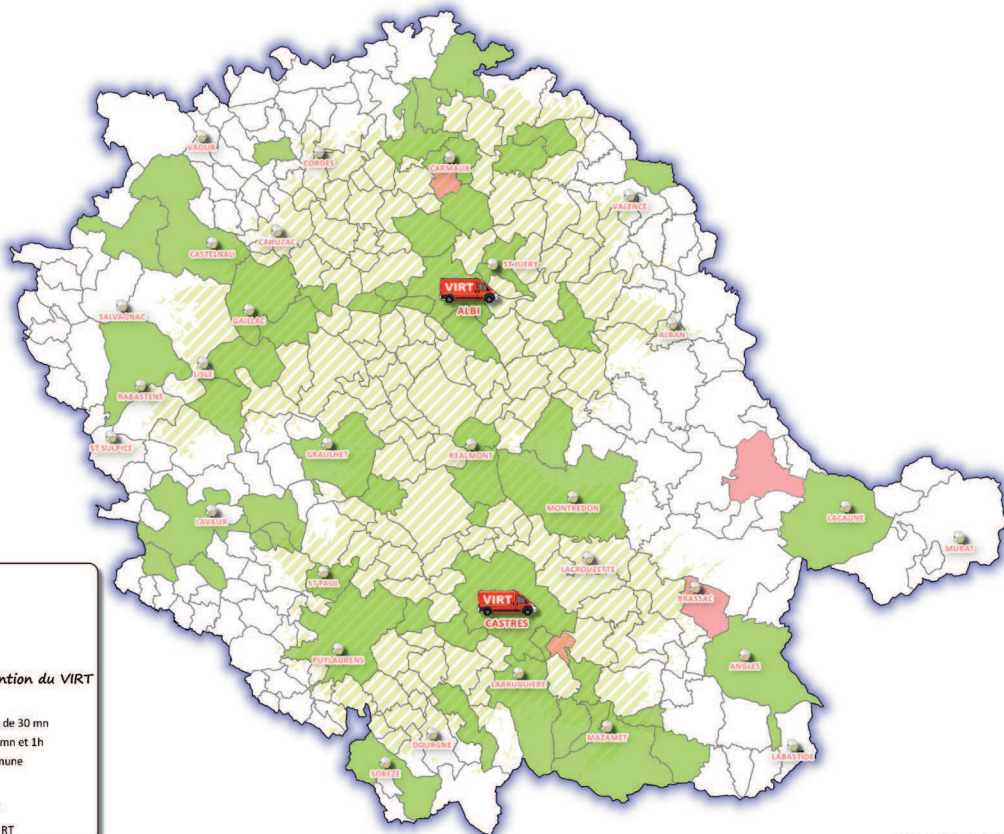 VAOUR
CORDES
CARMAUX
VALENCE
CAHUZAC
CASTELNAU
ST JUERY
VIRT
ALBI
SALVAGNAC
GAILLAC
ALBAN
LISLE
RABASTENS
ST SULPICE
GRAULHET
REALMONT
MONTREDON
LACAUNE
LAVAUR
MURAT
LACROUZETTE
ST PAUL
BRASSAC
VIRT
CASTRES
PUYLAURENS
ANGLES
LABRUGUIERE
MAZAMET
DOURGNE
LABASTIDE
SOREZE
ntion du VIRT
de 30 mn
mn et 1h
mune
RT